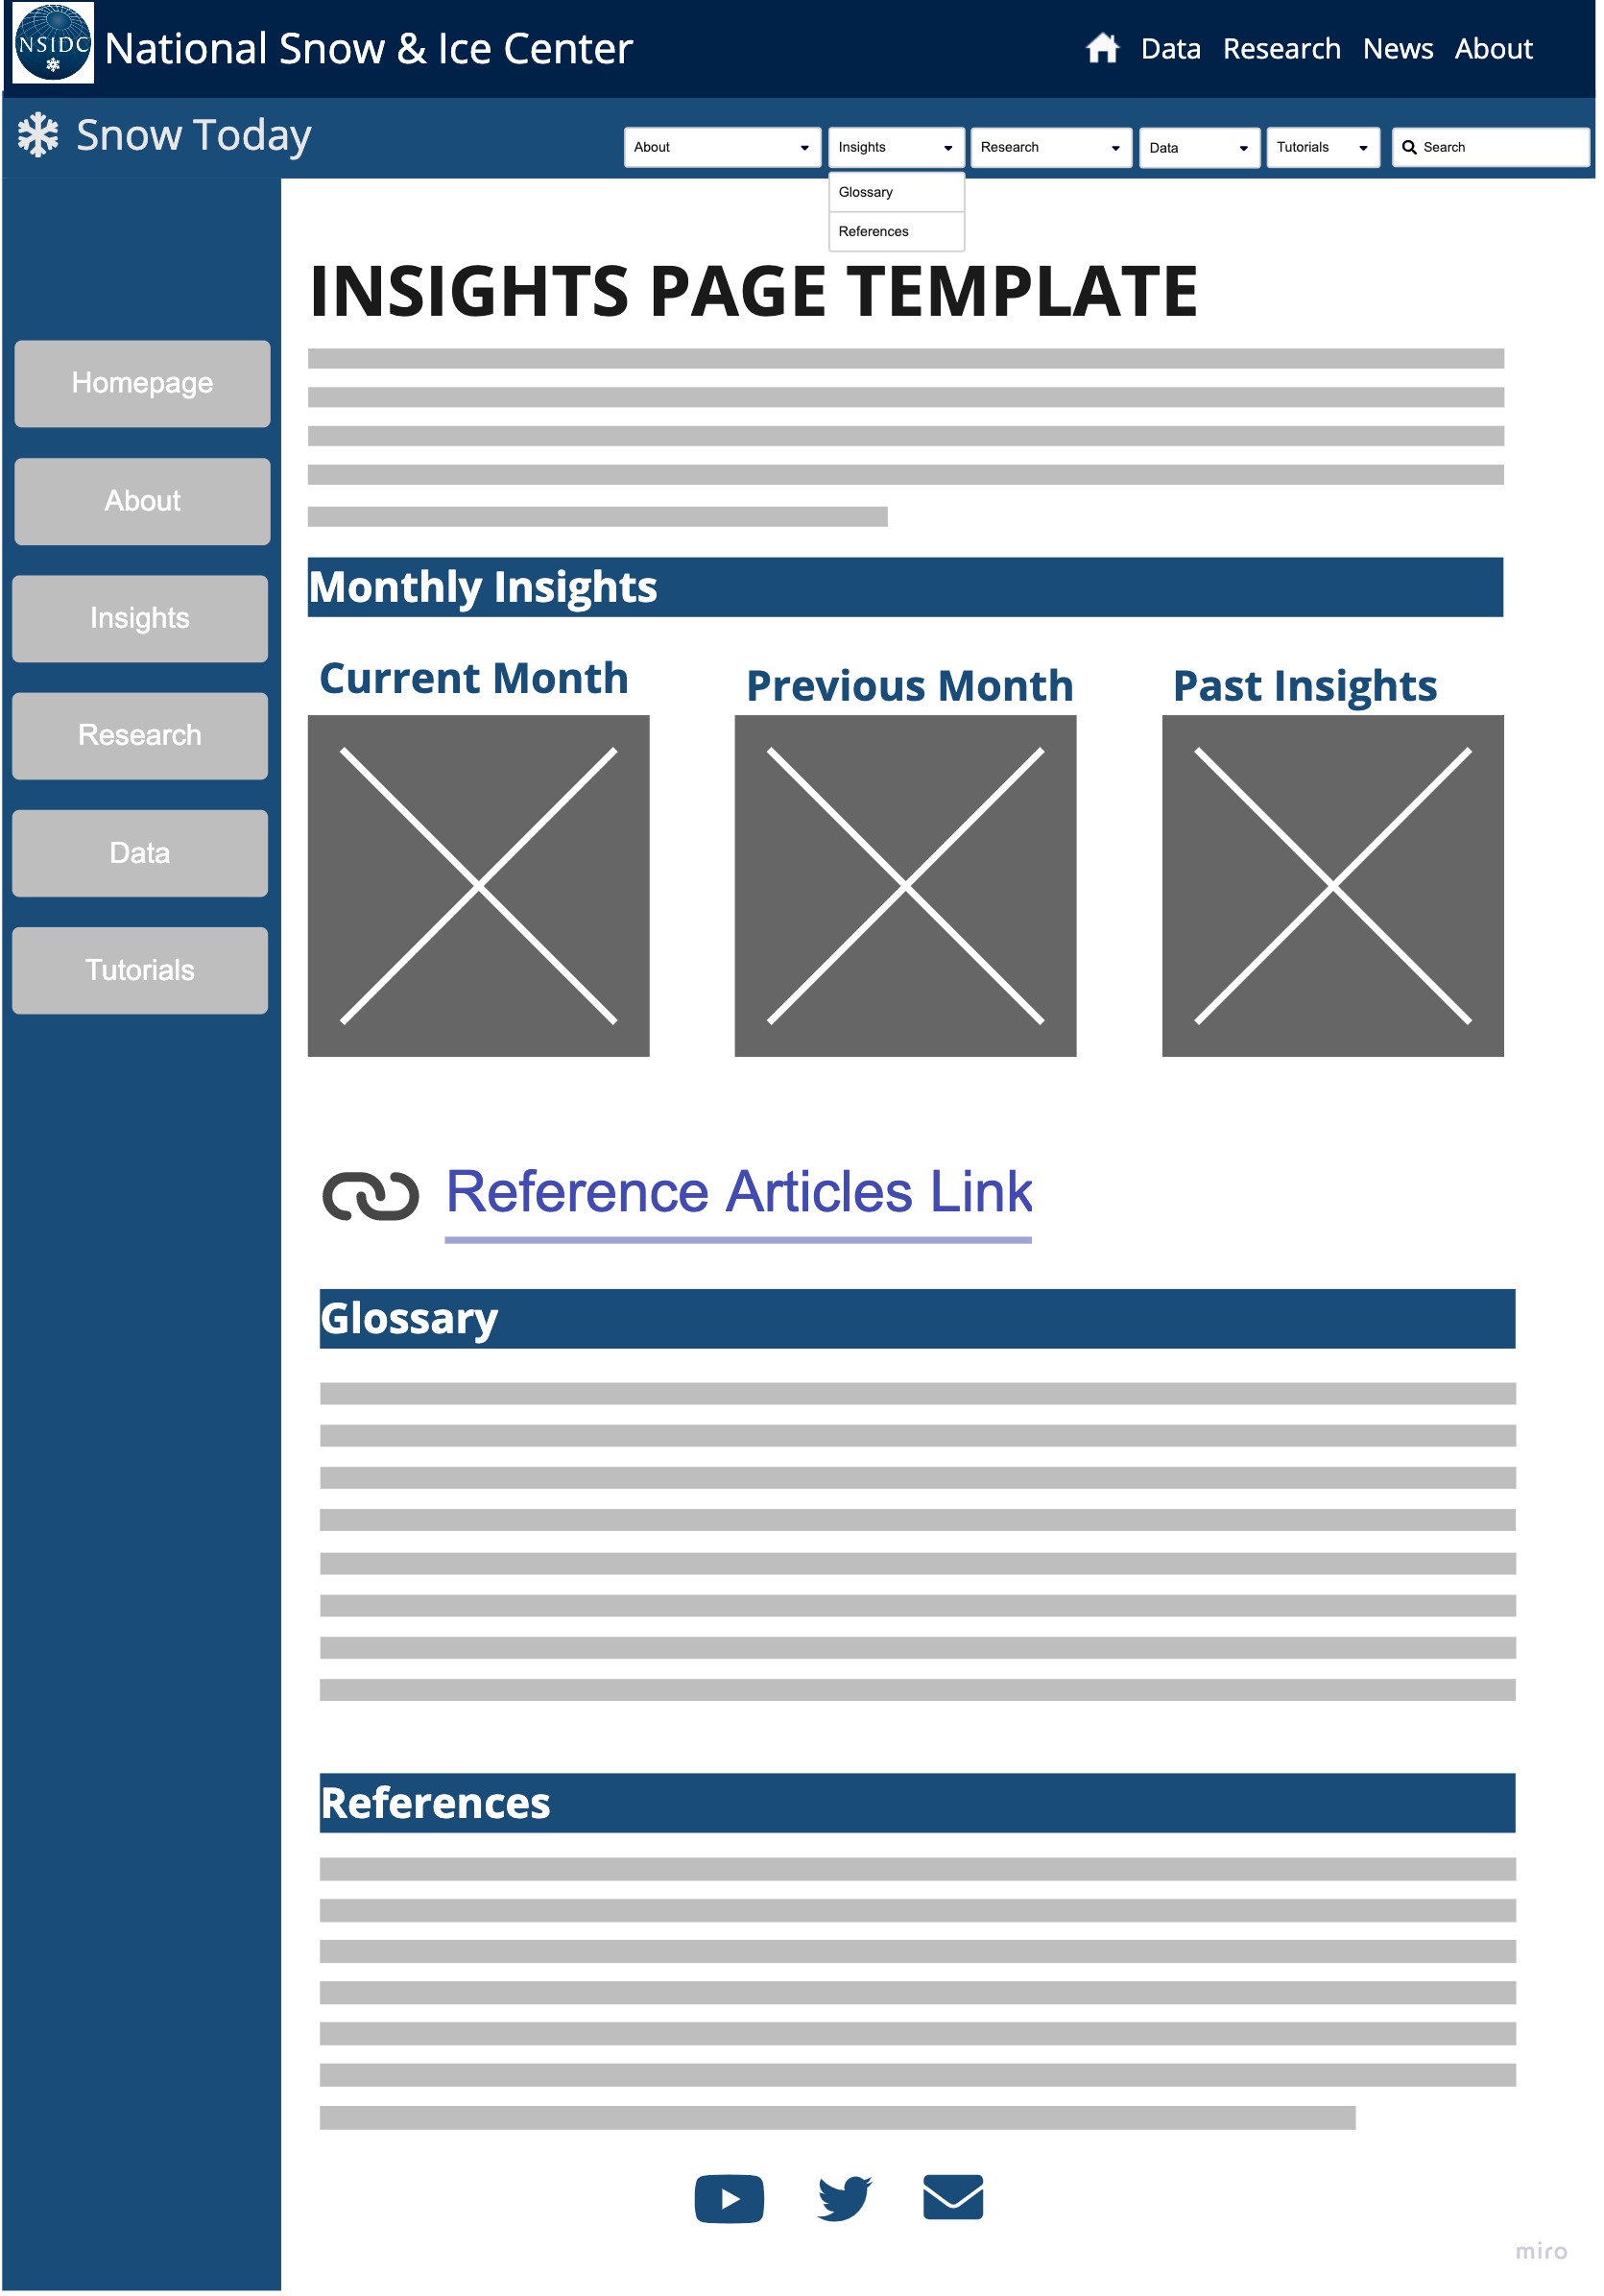 NSIDC
National Snow & Ice Center
Data Research News About
Snow Today
About
Insights
Research
Data
Tutorials
Search
Glossary
References
INSIGHTS PAGE TEMPLATE
Homepage
About
Insights
Research
Data
Tutorials
Monthly Insights
Current Month
Previous Month
Past Insights
Reference Articles Link
Glossary
References
miro